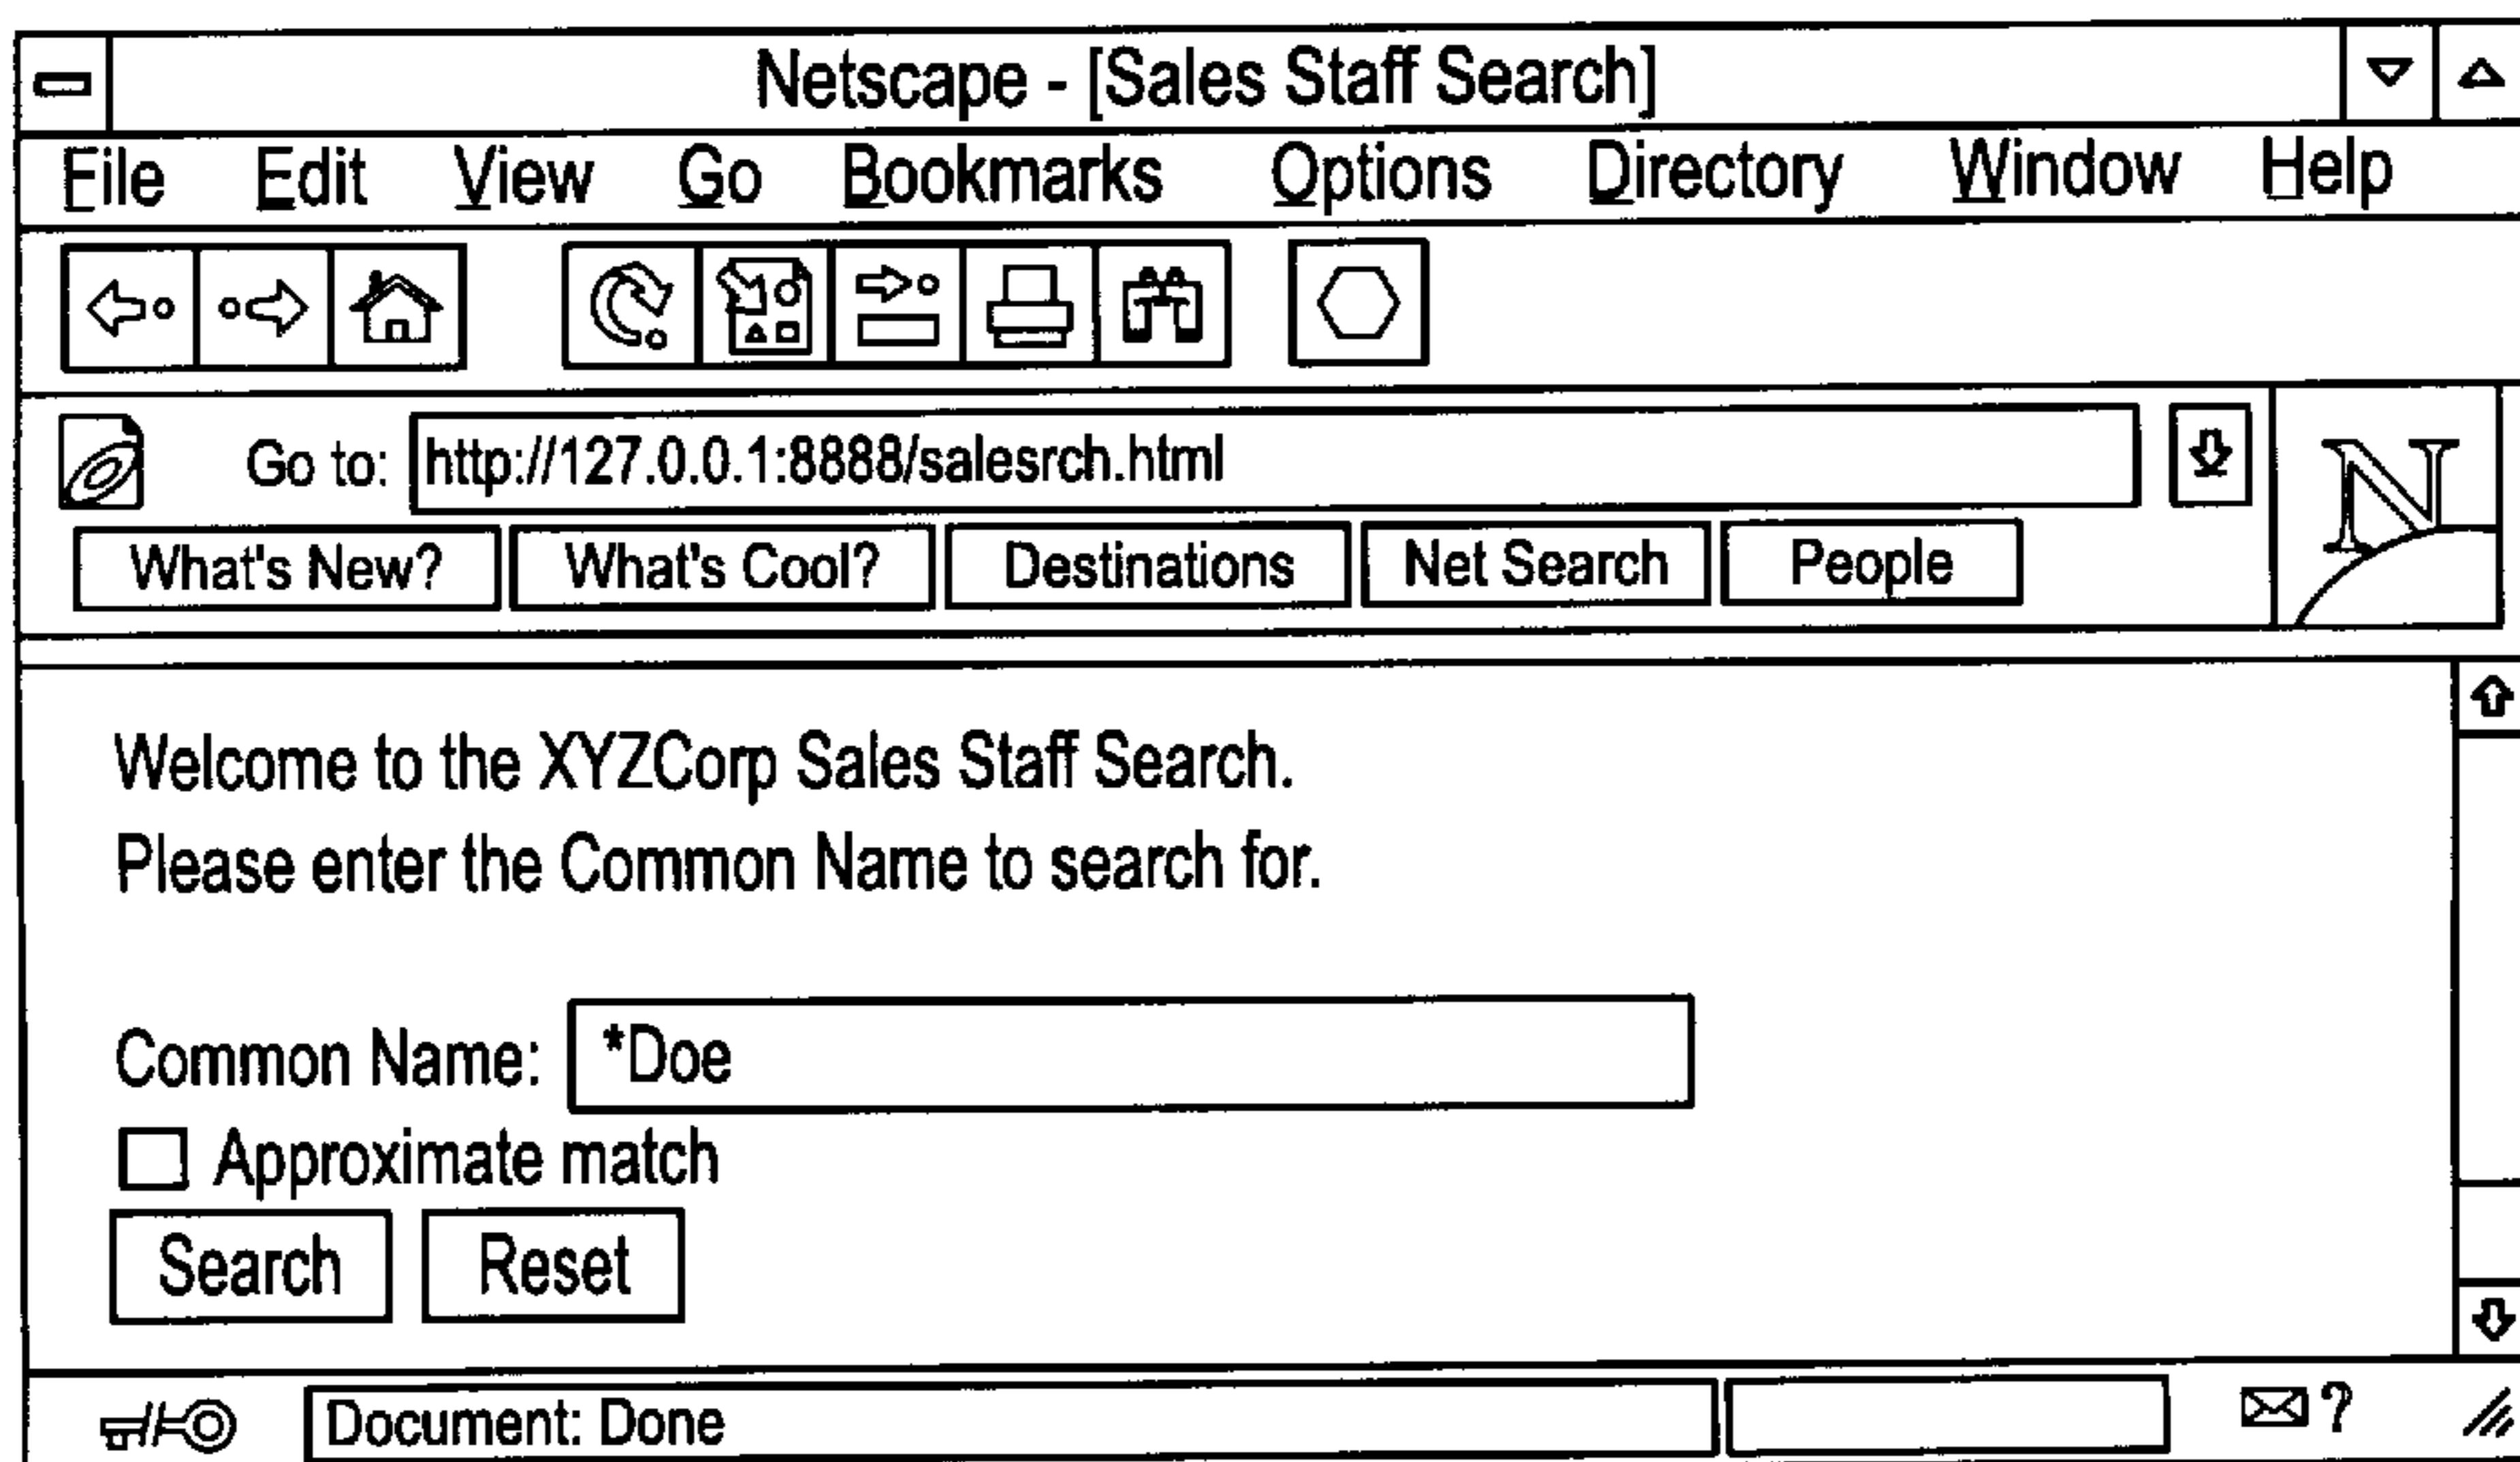 Netscape - [Sales Staff Search]
File Edit View Go Bookmarks Options Directory Window Help
Go to: http://127.0.0.1:8888/salesrch.html
N
What's New? What's Cool? Destinations Net Search People
Welcome to the XYZCorp Sales Staff Search.
Please enter the Common Name to search for.
Common Name: *Doe
Approximate match
Search Reset
Document: Done ?